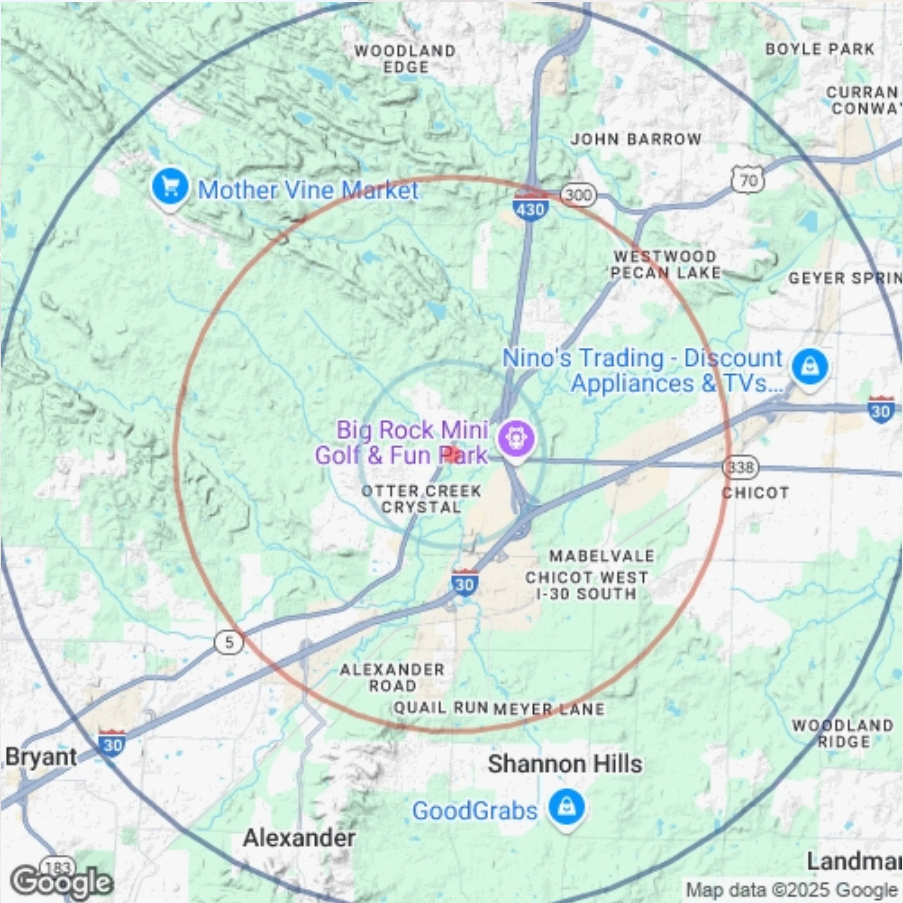 WOODLAND
EDGE
BOYLE PARK
CURRAN
CONWA
JOHN BARROW
70
Mother Vine Market
300
430
WESTWOOD
PECAN LAKE
GEYER SPRIN
Nino's Trading - Discount
Appliances & TVs...
30
Big Rock Mini
Golf & Fun Park
338
CHICOT
OTTER CREEK
CRYSTAL
MABELVALE
30
CHICOT WEST
I-30 SOUTH
5
ALEXANDER
ROAD
QUAIL RUN
MEYER LANE
WOODLAND
RIDGE
30
Bryant
Shannon Hills
GoodGrabs
Alexander
Landmar
183
Google
Map data ©2025 Google